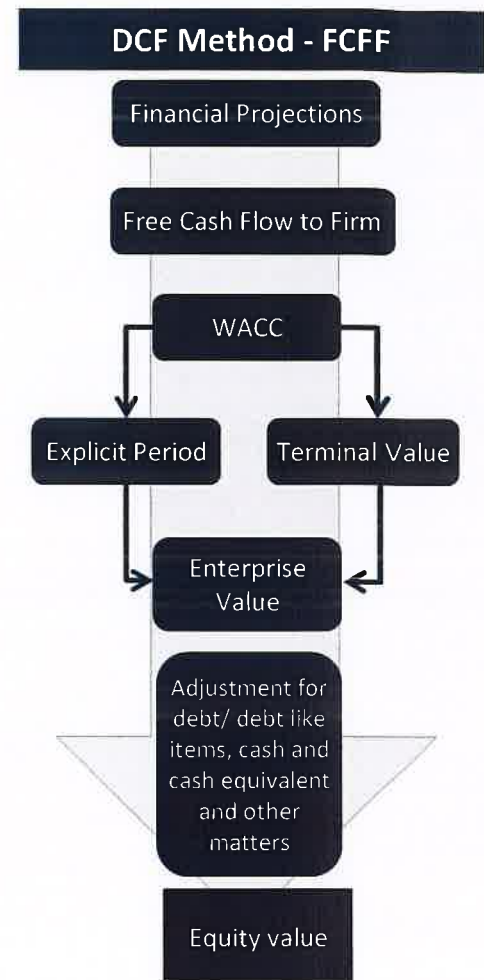 DCF Method - FCFF
Financial Projections
Free Cash Flow to Firm
WACC
Explicit Period
Terminal Value
Enterprise
Value
Adjustment for
debt/ debt like
items, cash and
cash equivalent
and other
matters
Equity value